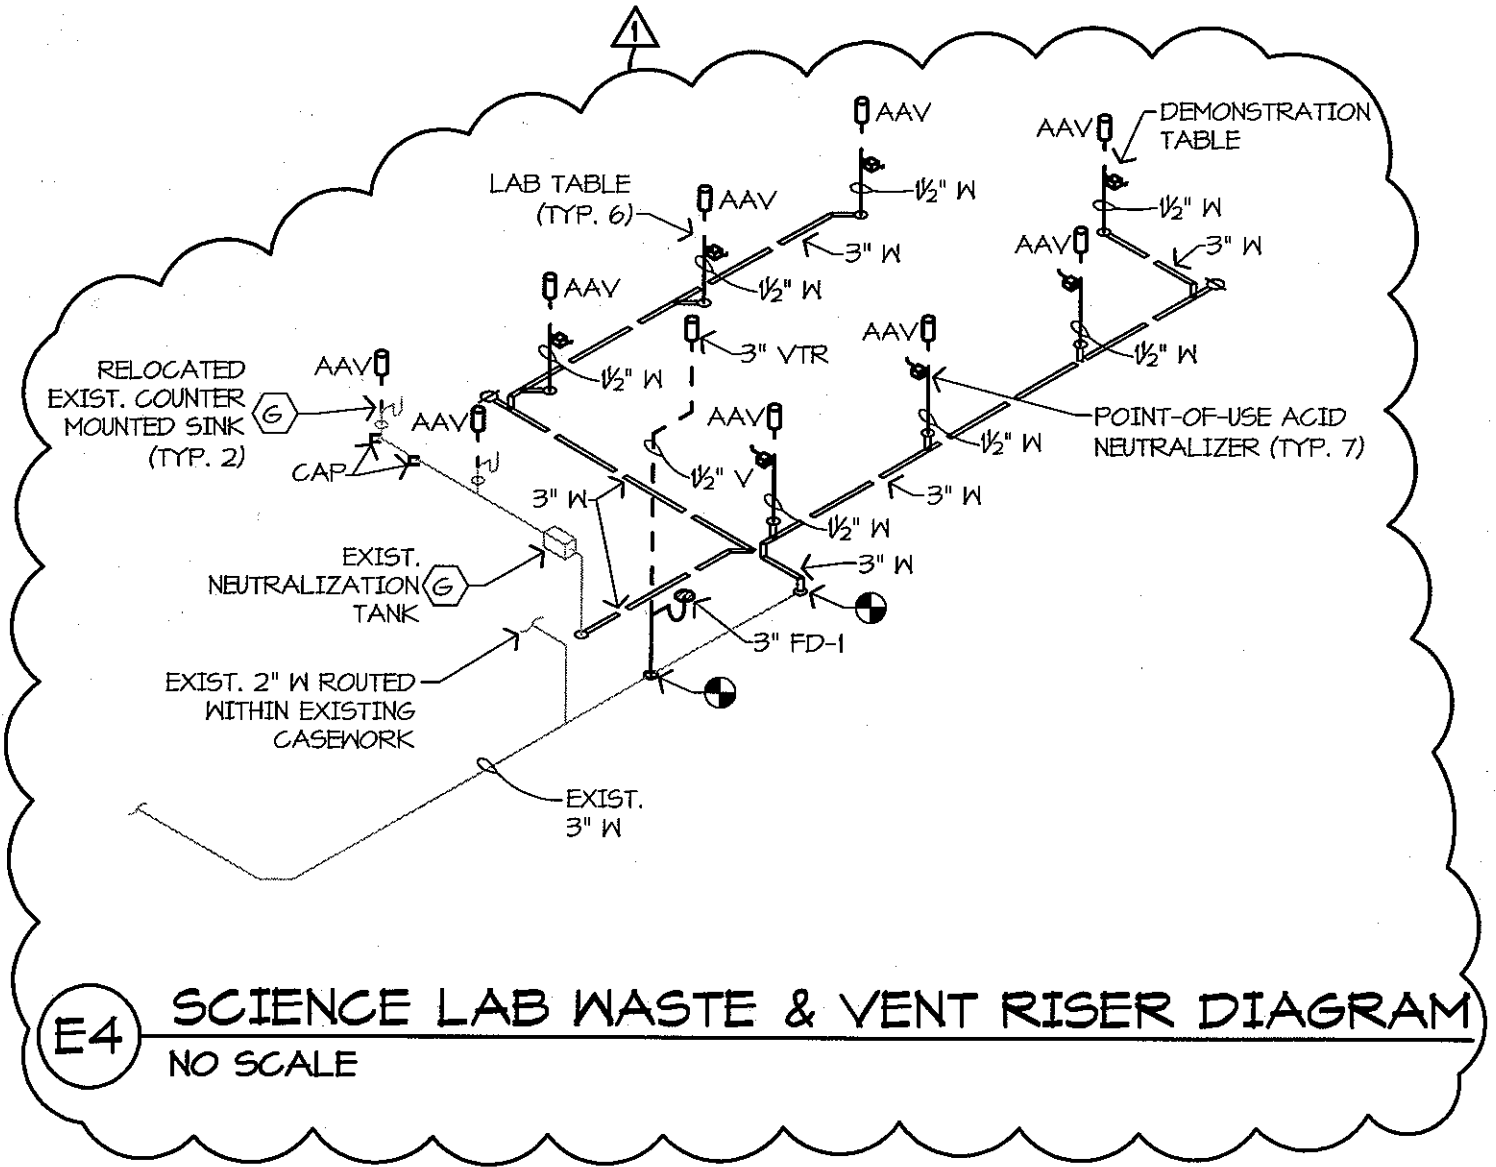 1
AAV
AAV
DEMONSTRATION
TABLE
LAB TABLE
(TYP. 6)
AAV
1½" W
1½" W
AAV
3" W
3" W
AAV
1½" W
AAV
3" VTR
1½" W
RELOCATED
EXIST. COUNTER
MOUNTED SINK
(TYP. 2)
G
AAV
1½" W
AAV
AAV
POINT-OF-USE ACID
NEUTRALIZER (TYP. 7)
1½" W
CAP
1½" V
3" W
3" W
1½" W
EXIST.
NEUTRALIZATION
TANK
G
3" W
3" FD-1
EXIST. 2" W ROUTED
WITHIN EXISTING
CASEWORK
EXIST.
3" W
E4
SCIENCE LAB WASTE & VENT RISER DIAGRAM
NO SCALE